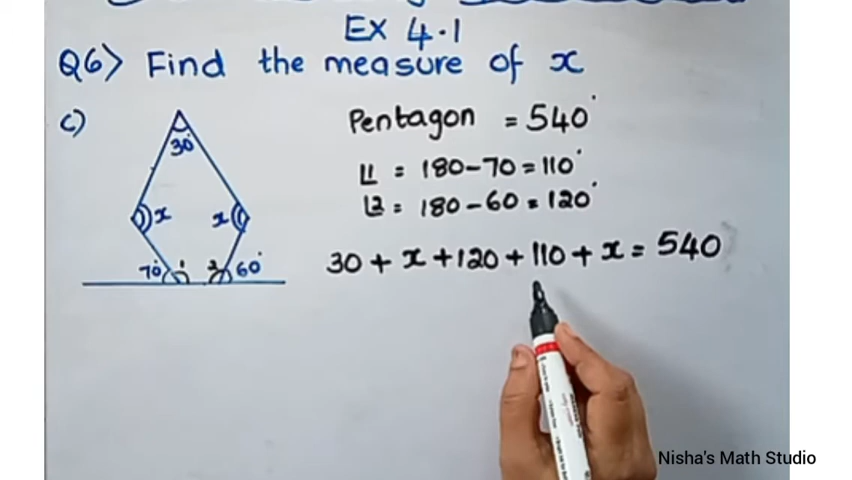 Ex 4.1
Q6> Find the measure of x
c)
30°
x
x
70°
1
2
60°
Pentagon = 540°
∠1 = 180-70 = 110°
∠2 = 180-60 = 120°
30 + x + 120 + 110 + x = 540
Nisha's Math Studio